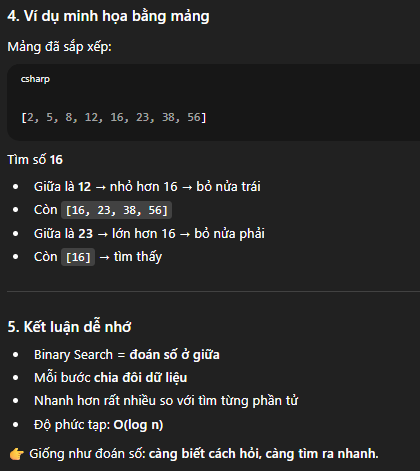 4. Ví dụ minh họa bằng mảng
Mảng đã sắp xếp:
csharp
[2, 5, 8, 12, 16, 23, 38, 56]
Tìm số 16
• Giữa là 12 → nhỏ hơn 16 → bỏ nửa trái
• Còn [16, 23, 38, 56]
• Giữa là 23 → lớn hơn 16 → bỏ nửa phải
• Còn [16] → tìm thấy
5. Kết luận dễ nhớ
• Binary Search = đoán số ở giữa
• Mỗi bước chia đôi dữ liệu
• Nhanh hơn rất nhiều so với tìm từng phần tử
• Độ phức tạp: O(log n)
👉 Giống như đoán số: càng biết cách hỏi, càng tìm ra nhanh.